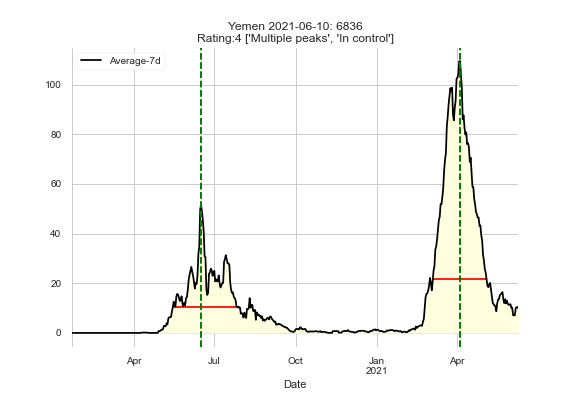 Yemen 2021-06-10: 6836
Rating:4 ['Multiple peaks', 'In control']
Average-7d
100
80
60
40
20
0
Apr
Jul
Oct
Jan
2021
Apr
Date